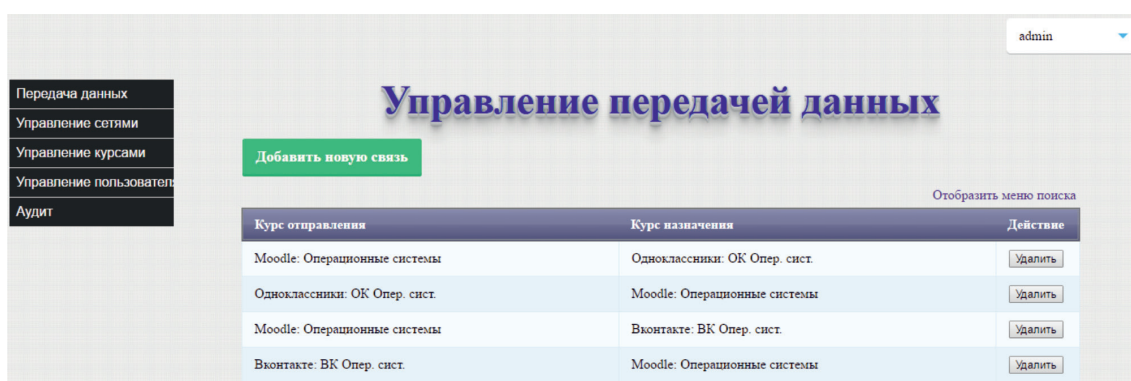 admin
Передача данных
Управление сетями
Управление курсами
Управление пользовател
Аудит
Управление передачей данных
Добавить новую связь
Отобразить меню поиска
Курс отправления Курс назначения Действие
Moodle: Операционные системы Одноклассники: ОК Опер. сист. Удалить
Одноклассники: ОК Опер. сист. Moodle: Операционные системы Удалить
Moodle: Операционные системы Вконтакте: ВК Опер. сист. Удалить
Вконтакте: ВК Опер. сист. Moodle: Операционные системы Удалить